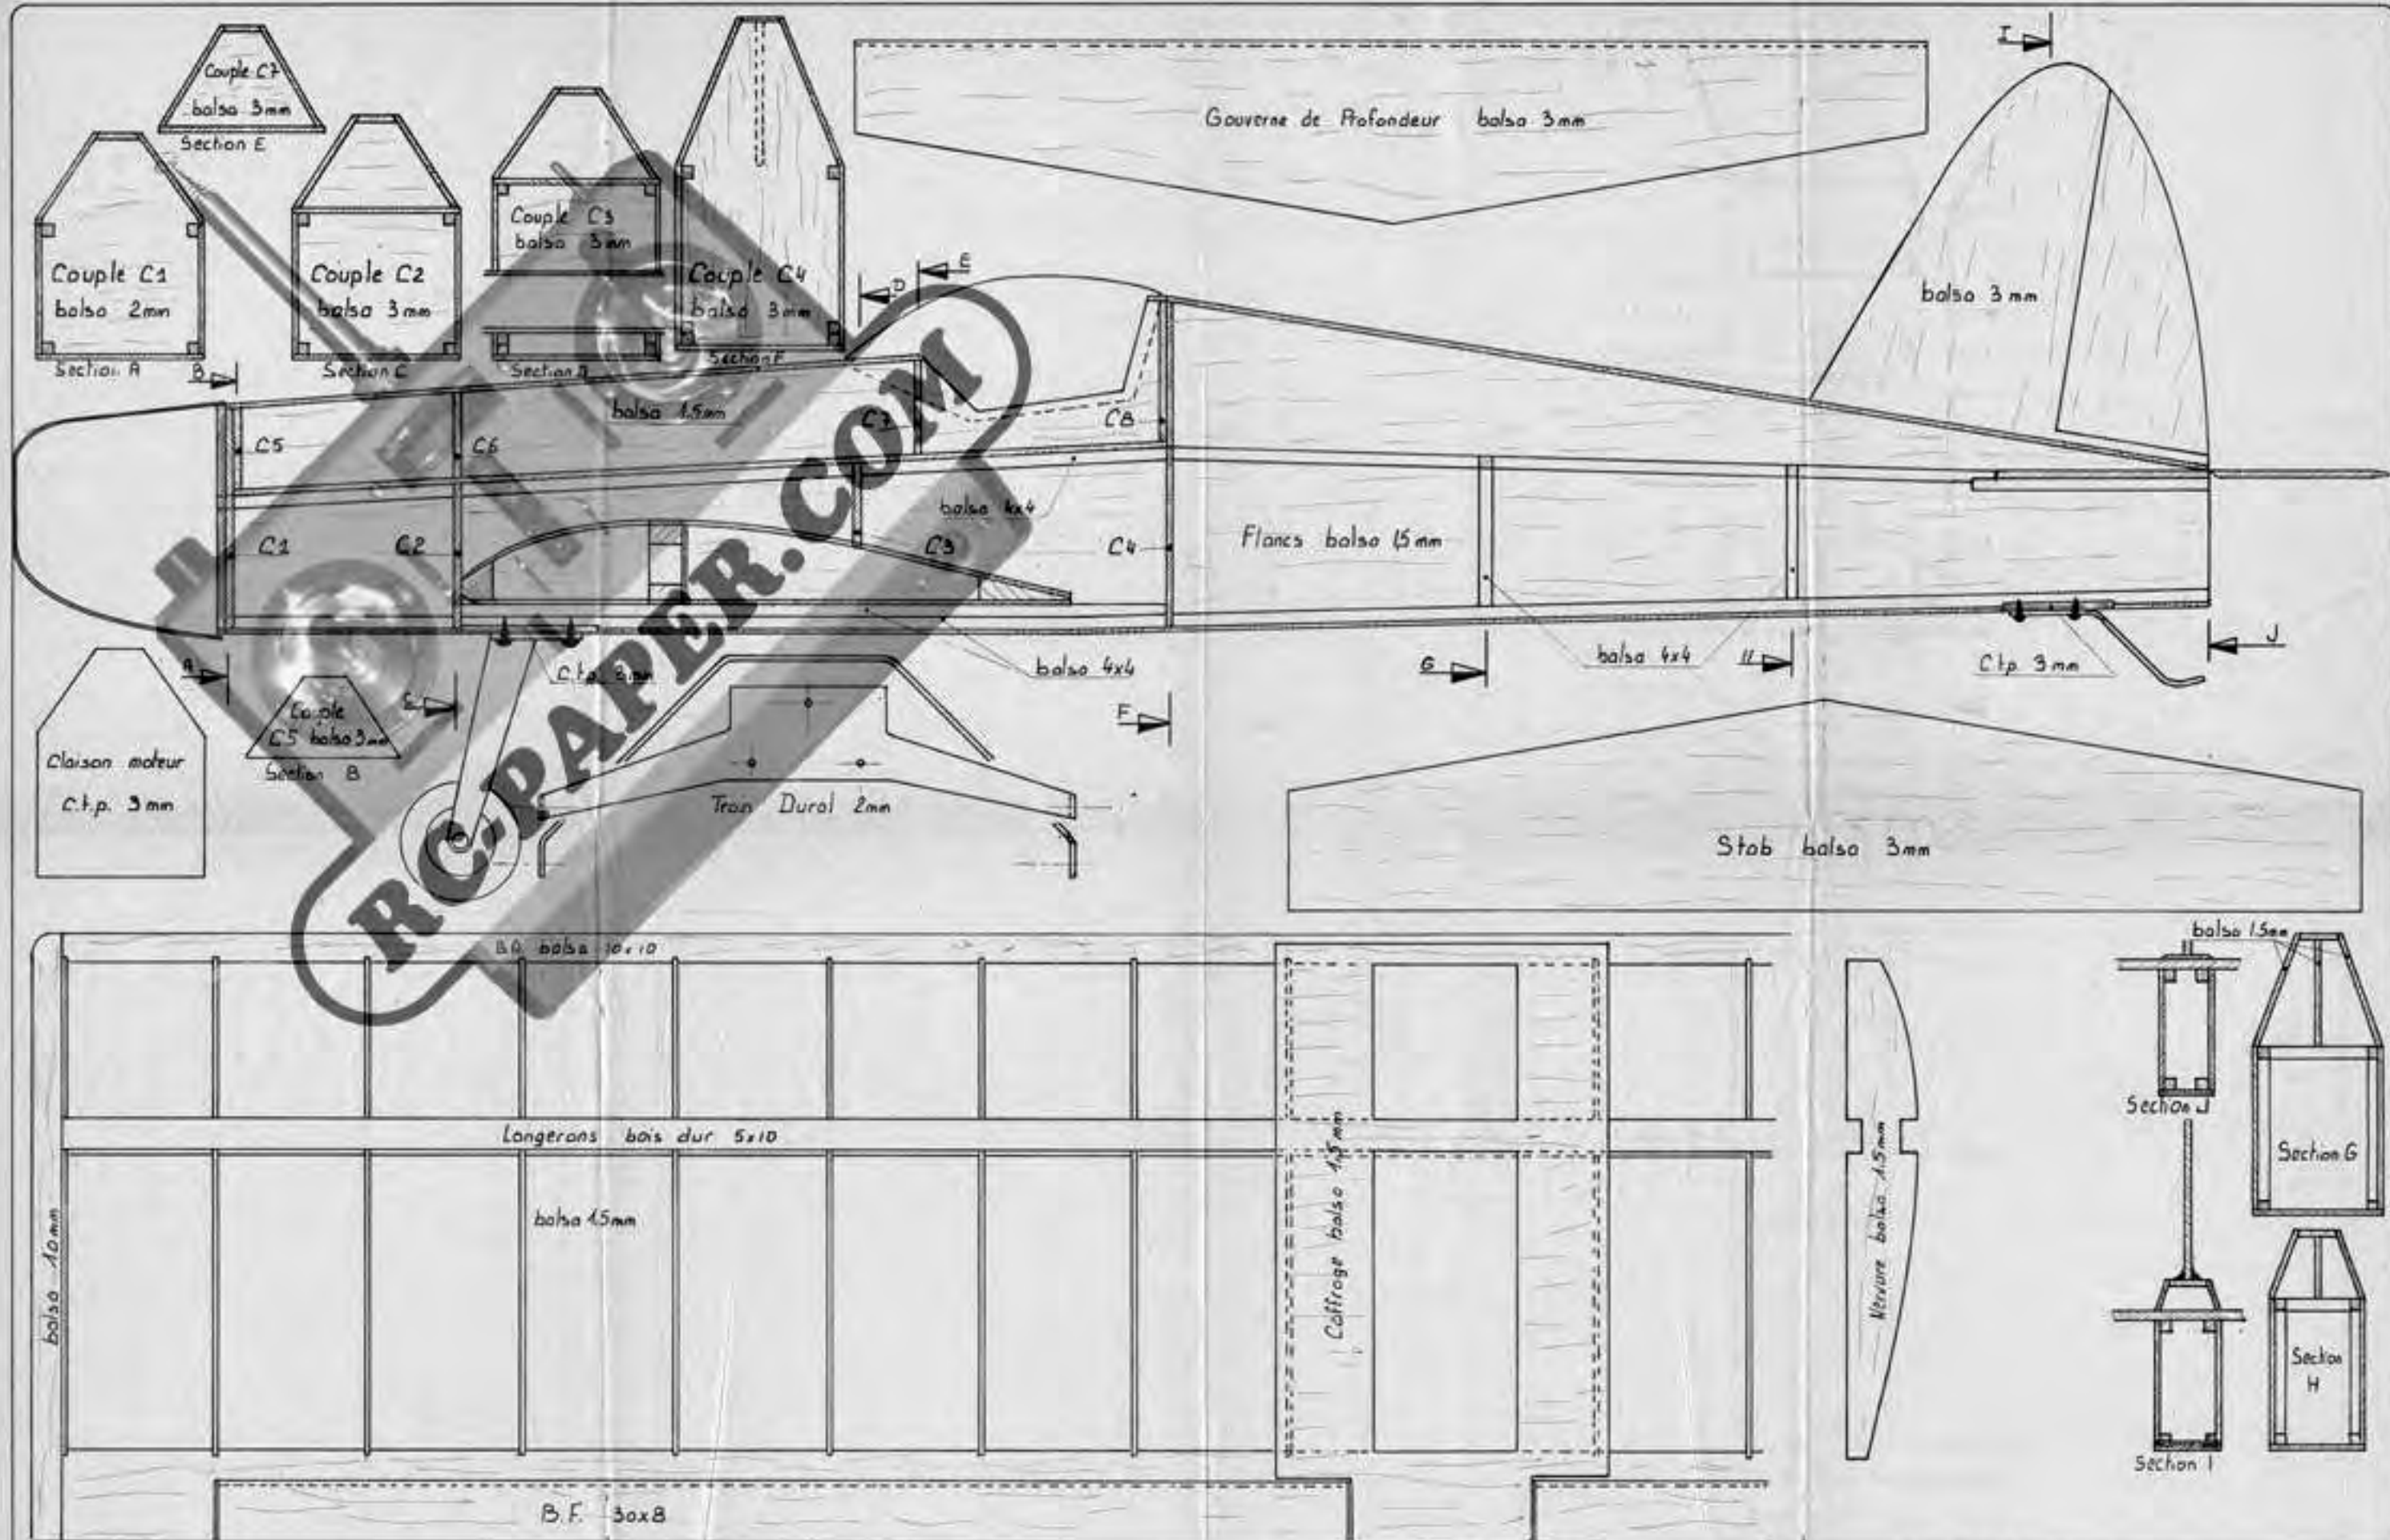 Couple C7
balsa 3mm
Section E
Couple C1
balsa 2mm
Section A
Couple C2
balsa 3mm
Section C
Couple C3
balsa 3mm
Section D
Couple C4
balsa 3mm
Section F
Gouverne de Profondeur balsa 3mm
I
balsa 3mm
D
E
B
balsa 1.5mm
C5
C6
C7
C8
balsa 4x4
C1
C2
C3
C4
Flancs balsa 1,5mm
A
C.t.p. 3mm
balsa 4x4
F
G
balsa 4x4
H
C.t.p. 3mm
J
Cloison moteur
C.t.p. 3mm
Couple
C5 balsa 3mm
Section B
Train Dural 2mm
Stab balsa 3mm
RC-PAPER.COM
B.A. balsa 10x10
Longerons bois dur 5x10
balsa 10mm
balsa 1.5mm
Coffrage balsa 1,5mm
Nervure balsa 1.5mm
B.F. 30x8
balsa 1.5mm
Section J
Section G
Section I
Section
H